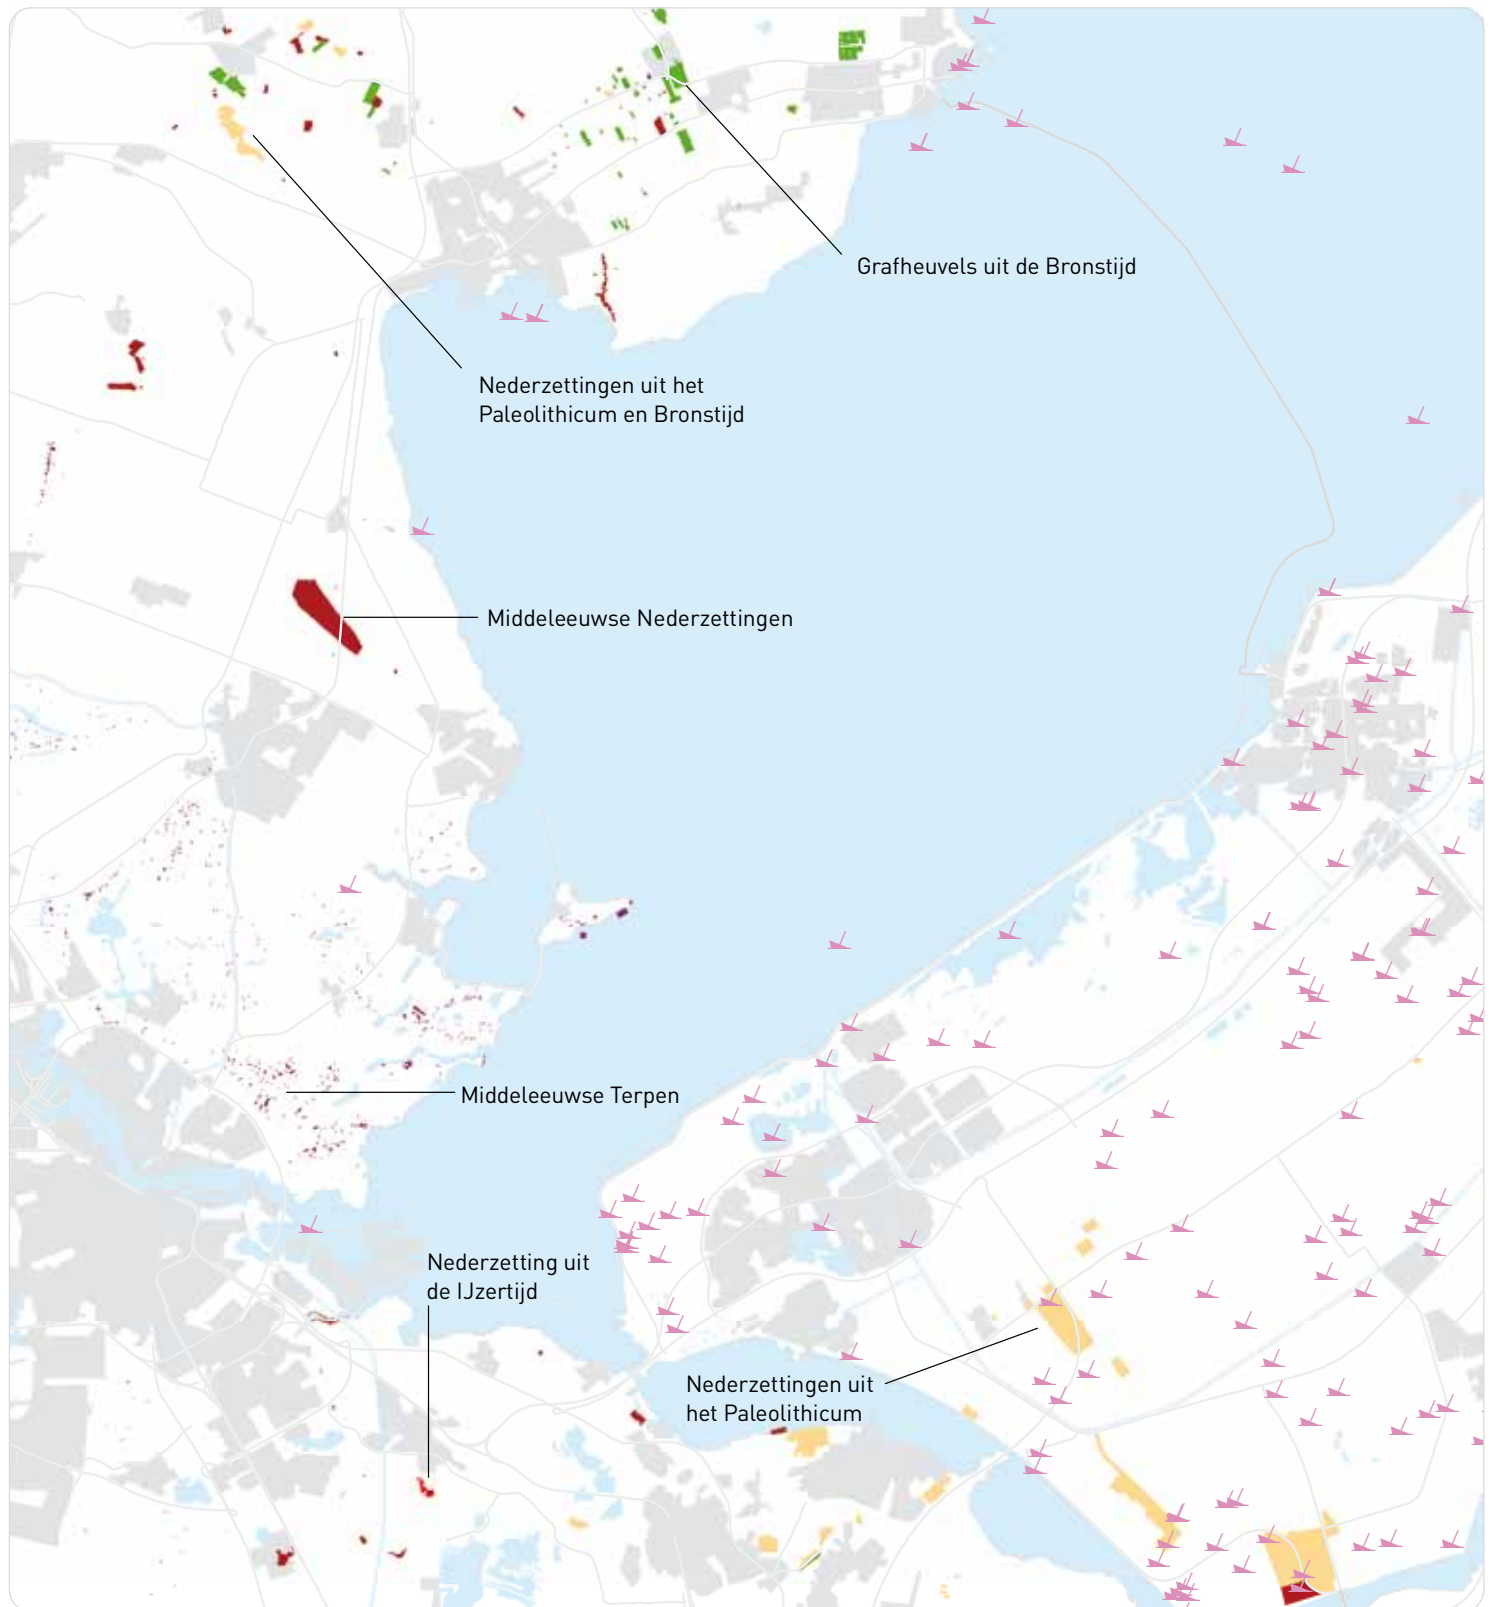 Grafheuvels uit de Bronstijd
Nederzettingen uit het
Paleolithicum en Bronstijd
Middeleeuwse Nederzettingen
Middeleeuwse Terpen
Nederzetting uit
de IJzertijd
Nederzettingen uit
het Paleolithicum